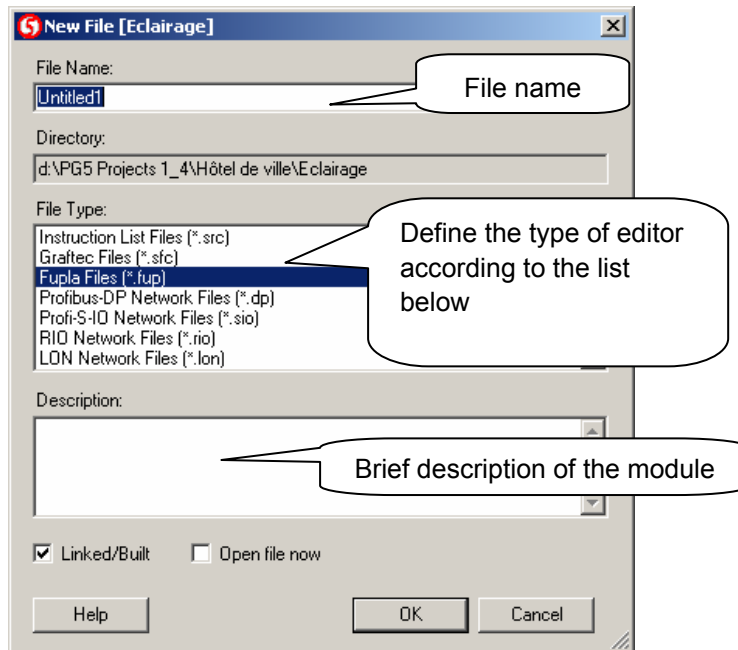 New File [Eclairage]
File Name:
Untitled1
File name
Directory:
d:\PG5 Projects 1_4\Hôtel de ville\Eclairage
File Type:
Instruction List Files (*.src)
Graftec Files (*.sfc)
Fupla Files (*.fup)
Profibus-DP Network Files (*.dp)
Profi-S-IO Network Files (*.sio)
RIO Network Files (*.rio)
LON Network Files (*.lon)
Define the type of editor
according to the list
below
Description:
Brief description of the module
Linked/Built
Open file now
Help
OK
Cancel